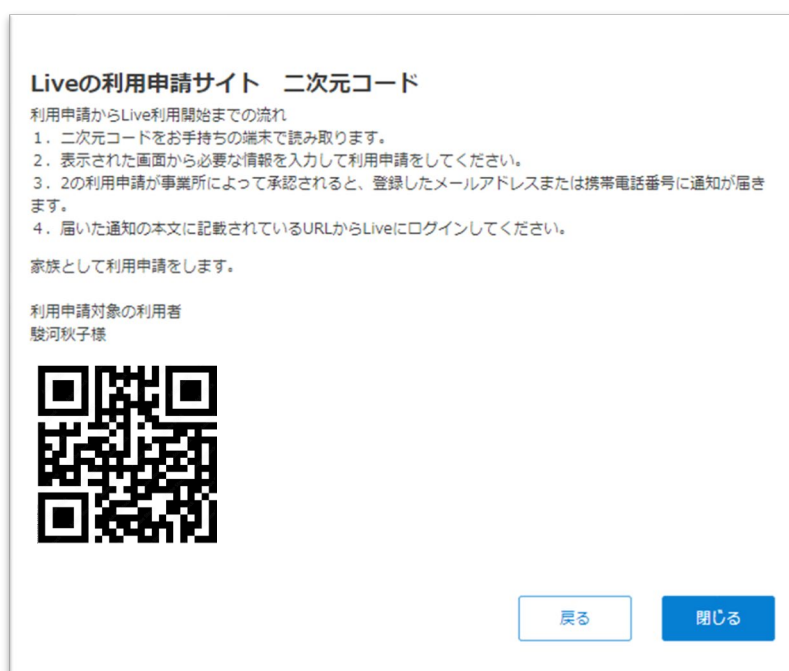 Liveの利用申請サイト　二次元コード
利用申請からLive利用開始までの流れ
1．二次元コードをお手持ちの端末で読み取ります。
2．表示された画面から必要な情報を入力して利用申請をしてください。
3．2の利用申請が事業所によって承認されると、登録したメールアドレスまたは携帯電話番号に通知が届き
ます。
4．届いた通知の本文に記載されているURLからLiveにログインしてください。
家族として利用申請をします。
利用申請対象の利用者
駿河秋子様
戻る
閉じる